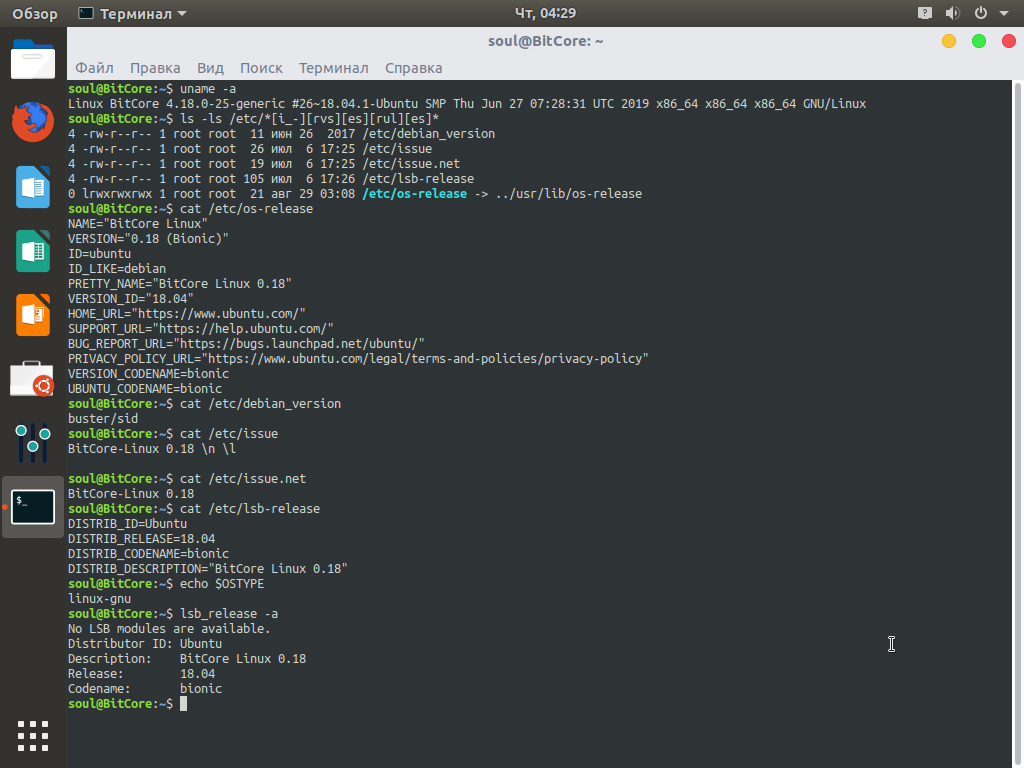 Обзор Терминал Чт, 04:29
soul@BitCore: ~
Файл Правка Вид Поиск Терминал Справка
soul@BitCore:~$ uname -a
Linux BitCore 4.18.0-25-generic #26~18.04.1-Ubuntu SMP Thu Jun 27 07:28:31 UTC 2019 x86_64 x86_64 x86_64 GNU/Linux
soul@BitCore:~$ ls -ls /etc/*[i_-][rvs][es][rul][es]*
4 -rw-r--r-- 1 root root  11 июн 26  2017 /etc/debian_version
4 -rw-r--r-- 1 root root  26 июл  6 17:25 /etc/issue
4 -rw-r--r-- 1 root root  19 июл  6 17:25 /etc/issue.net
4 -rw-r--r-- 1 root root 105 июл  6 17:26 /etc/lsb-release
0 lrwxrwxrwx 1 root root  21 авг 29 03:08 /etc/os-release -> ../usr/lib/os-release
soul@BitCore:~$ cat /etc/os-release
NAME="BitCore Linux"
VERSION="0.18 (Bionic)"
ID=ubuntu
ID_LIKE=debian
PRETTY_NAME="BitCore Linux 0.18"
VERSION_ID="18.04"
HOME_URL="https://www.ubuntu.com/"
SUPPORT_URL="https://help.ubuntu.com/"
BUG_REPORT_URL="https://bugs.launchpad.net/ubuntu/"
PRIVACY_POLICY_URL="https://www.ubuntu.com/legal/terms-and-policies/privacy-policy"
VERSION_CODENAME=bionic
UBUNTU_CODENAME=bionic
soul@BitCore:~$ cat /etc/debian_version
buster/sid
soul@BitCore:~$ cat /etc/issue
BitCore-Linux 0.18 \n \l
soul@BitCore:~$ cat /etc/issue.net
BitCore-Linux 0.18
soul@BitCore:~$ cat /etc/lsb-release
DISTRIB_ID=Ubuntu
DISTRIB_RELEASE=18.04
DISTRIB_CODENAME=bionic
DISTRIB_DESCRIPTION="BitCore Linux 0.18"
soul@BitCore:~$ echo $OSTYPE
linux-gnu
soul@BitCore:~$ lsb_release -a
No LSB modules are available.
Distributor ID: Ubuntu
Description:    BitCore Linux 0.18
Release:        18.04
Codename:       bionic
soul@BitCore:~$